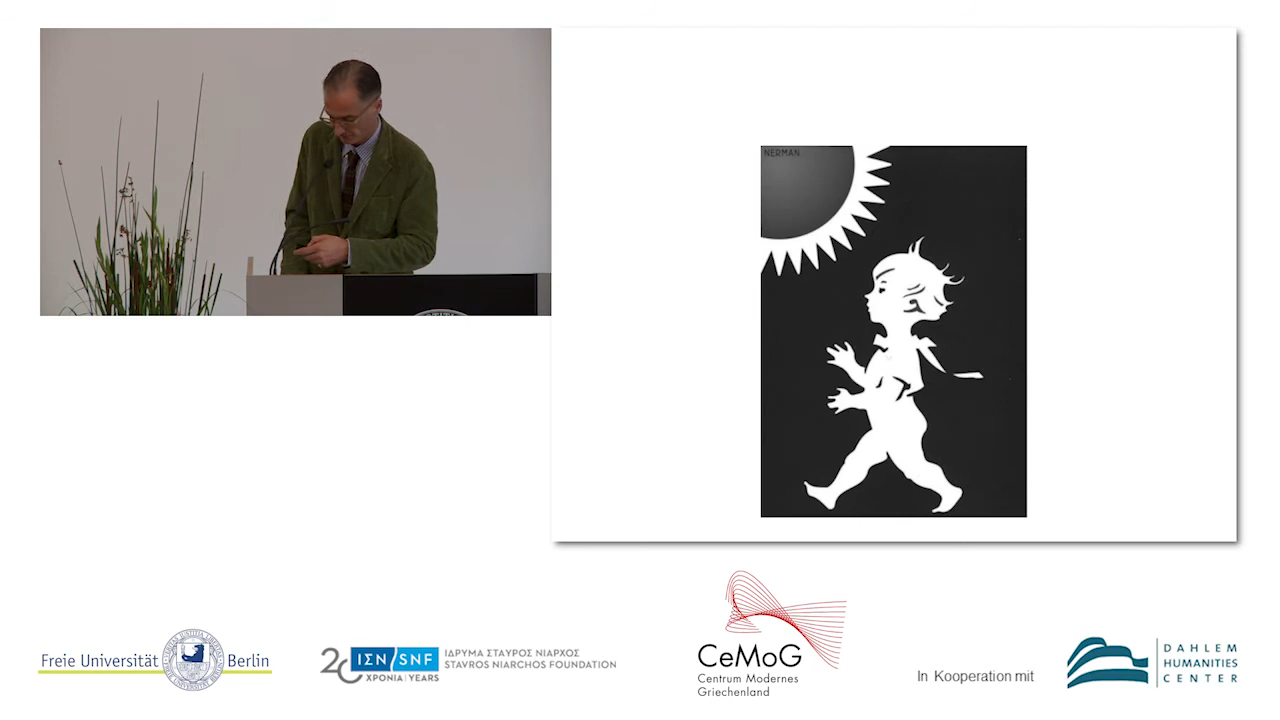 NERMAN
Freie Universität Berlin
20 ΙΣΝ/SNF
ΧΡΟΝΙΑ YEARS
ΙΔΡΥΜΑ ΣΤΑΥΡΟΣ ΝΙΑΡΧΟΣ
STAVROS NIARCHOS FOUNDATION
CeMoG
Centrum Modernes
Griechenland
In Kooperation mit
DAHLEM
HUMANITIES
CENTER